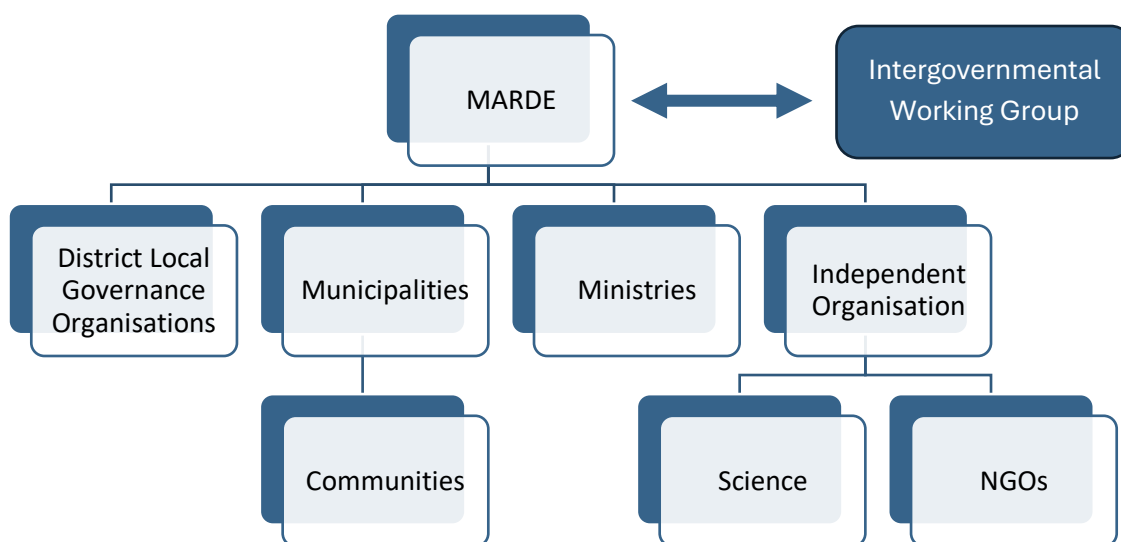 MARDE
Intergovernmental
Working Group
District Local
Governance
Organisations
Municipalities
Ministries
Independent
Organisation
Communities
Science
NGOs